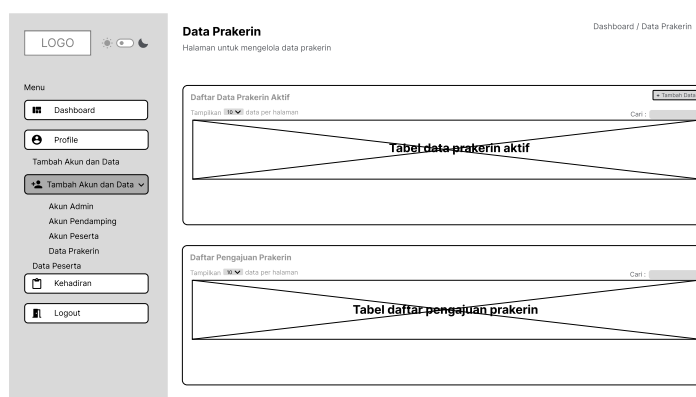 LOGO
Menu
Dashboard
Profile
Tambah Akun dan Data
Tambah Akun dan Data
Akun Admin
Akun Pendamping
Akun Peserta
Data Prakerin
Data Peserta
Kehadiran
Logout
Data Prakerin
Dashboard / Data Prakerin
Halaman untuk mengelola data prakerin
Daftar Data Prakerin Aktif
+ Tambah Data
Tampilkan 10 data per halaman
Cari :
Tabel data prakerin aktif
Daftar Pengajuan Prakerin
Tampilkan 10 data per halaman
Cari :
Tabel daftar pengajuan prakerin